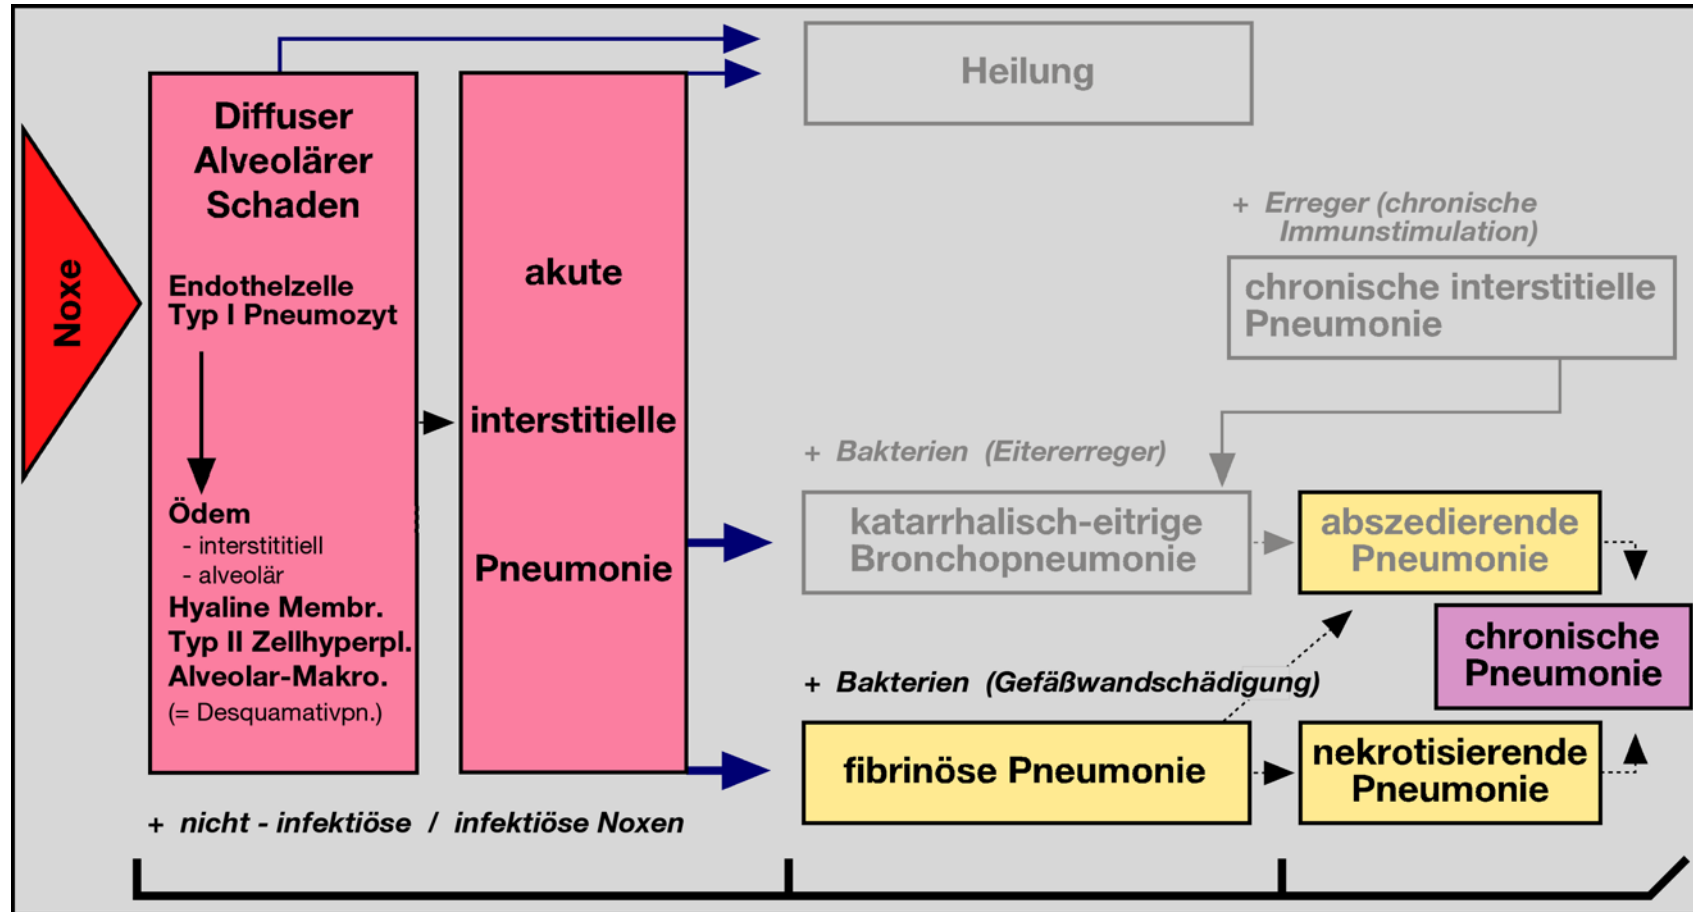 Noxe
Diffuser
Alveolärer
Schaden
Endothelzelle
Typ I Pneumozyt
Ödem
- interstititiell
- alveolär
Hyaline Membr.
Typ II Zellhyperpl.
Alveolar-Makro.
(= Desquamativpn.)
akute
interstitielle
Pneumonie
+ nicht - infektiöse / infektiöse Noxen
Heilung
+ Erreger (chronische
Immunstimulation)
chronische interstitielle
Pneumonie
+ Bakterien (Eitererreger)
katarrhalisch-eitrige
Bronchopneumonie
abszedierende
Pneumonie
chronische
Pneumonie
+ Bakterien (Gefäßwandschädigung)
fibrinöse Pneumonie
nekrotisierende
Pneumonie